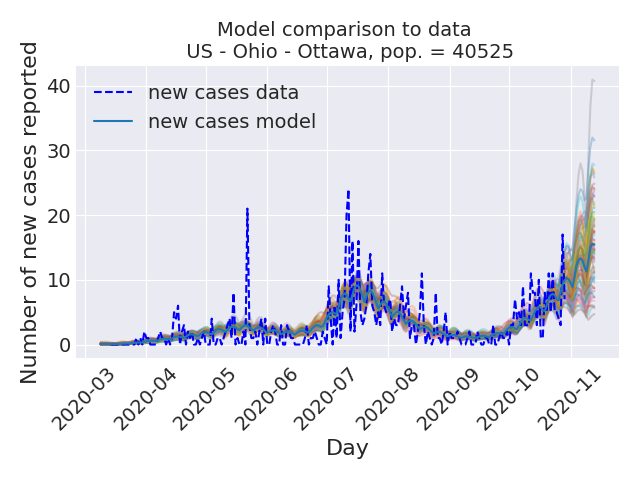 Model comparison to data
US - Ohio - Ottawa, pop. = 40525
Number of new cases reported
40
30
20
10
0
new cases data
new cases model
2020-03
2020-04
2020-05
2020-06
2020-07
2020-08
2020-09
2020-10
2020-11
Day